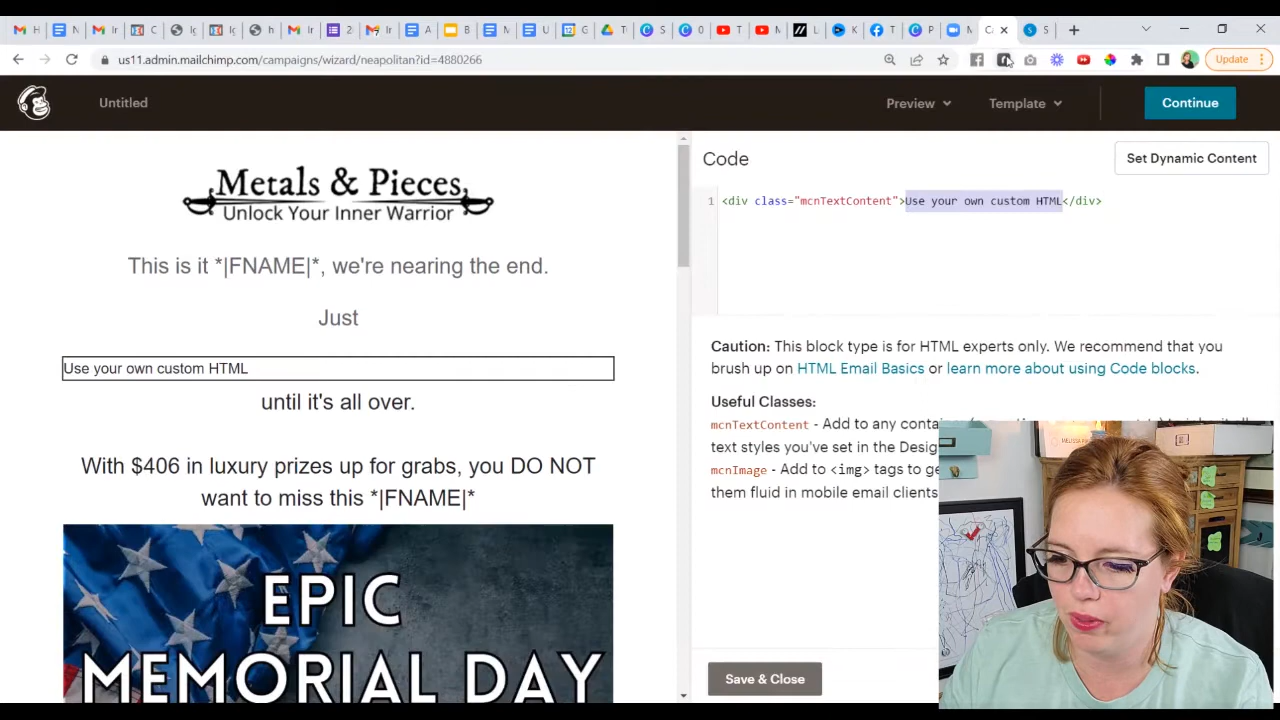 us11.admin.mailchimp.com/campaigns/wizard/neapolitan?id=4880266
Update
Untitled
Preview
Template
Continue
Metals & Pieces
Unlock Your Inner Warrior
This is it *|FNAME|*, we're nearing the end.
Just
Use your own custom HTML
until it's all over.
With $406 in luxury prizes up for grabs, you DO NOT
want to miss this *|FNAME|*
EPIC
MEMORIAL DAY
Code
Set Dynamic Content
1 <div class="mcnTextContent">Use your own custom HTML</div>
Caution: This block type is for HTML experts only. We recommend that you
brush up on HTML Email Basics or learn more about using Code blocks.
Useful Classes:
mcnTextContent - Add to any conta
text styles you've set in the Design
mcnImage - Add to <img> tags to ge
them fluid in mobile email clients
Save & Close